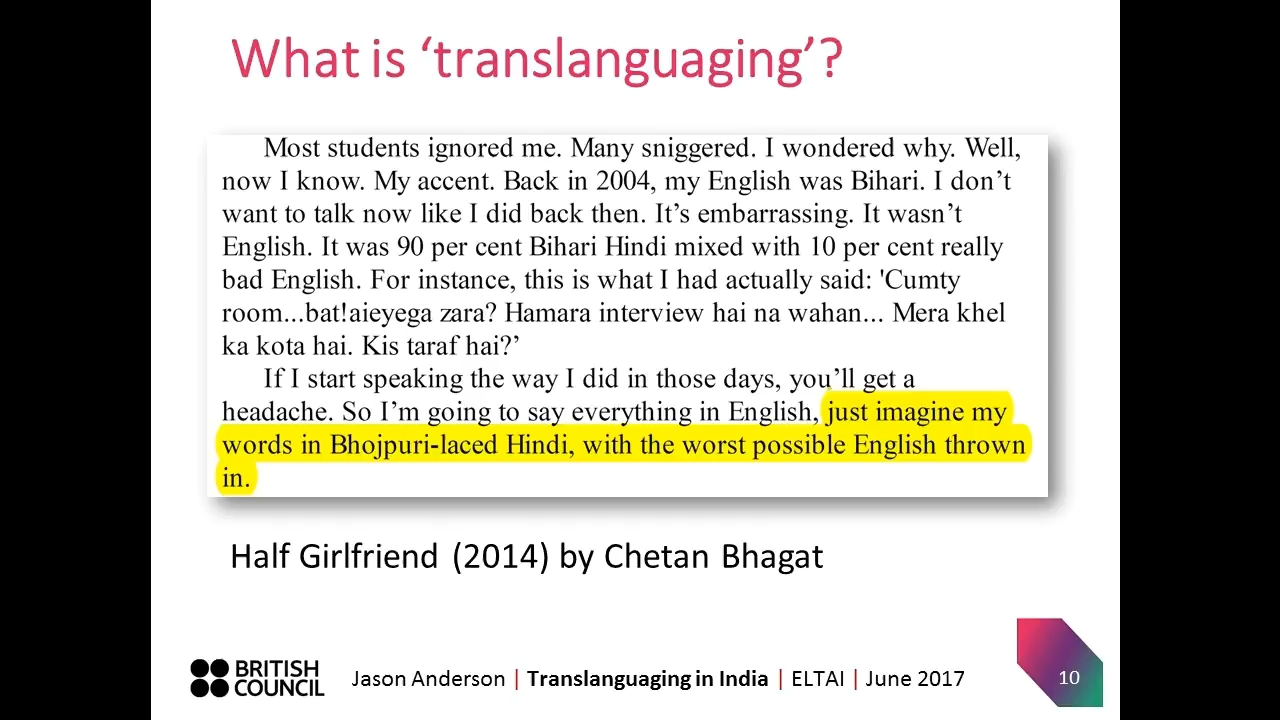 What is ‘translanguaging’?
Most students ignored me. Many sniggered. I wondered why. Well,
now I know. My accent. Back in 2004, my English was Bihari. I don’t
want to talk now like I did back then. It’s embarrassing. It wasn’t
English. It was 90 per cent Bihari Hindi mixed with 10 per cent really
bad English. For instance, this is what I had actually said: 'Cumty
room...bat!aieyega zara? Hamara interview hai na wahan... Mera khel
ka kota hai. Kis taraf hai?’
If I start speaking the way I did in those days, you’ll get a
headache. So I’m going to say everything in English, just imagine my
words in Bhojpuri-laced Hindi, with the worst possible English thrown
in.
Half Girlfriend (2014) by Chetan Bhagat
BRITISH
COUNCIL
Jason Anderson | Translanguaging in India | ELTAI | June 2017
10